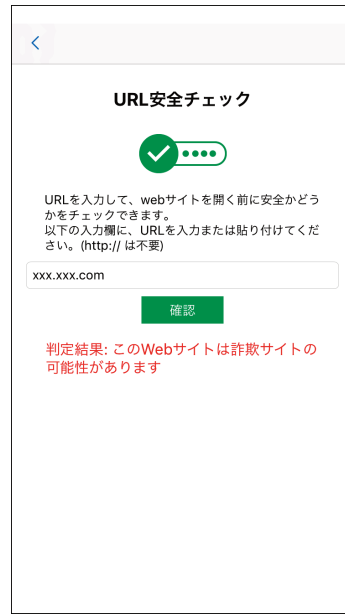 URL安全チェック
URLを入力して、webサイトを開く前に安全かどう
かをチェックできます。
以下の入力欄に、URLを入力または貼り付けてくだ
さい。(http:// は不要)
xxx.xxx.com
確認
判定結果: このWebサイトは詐欺サイトの
可能性があります